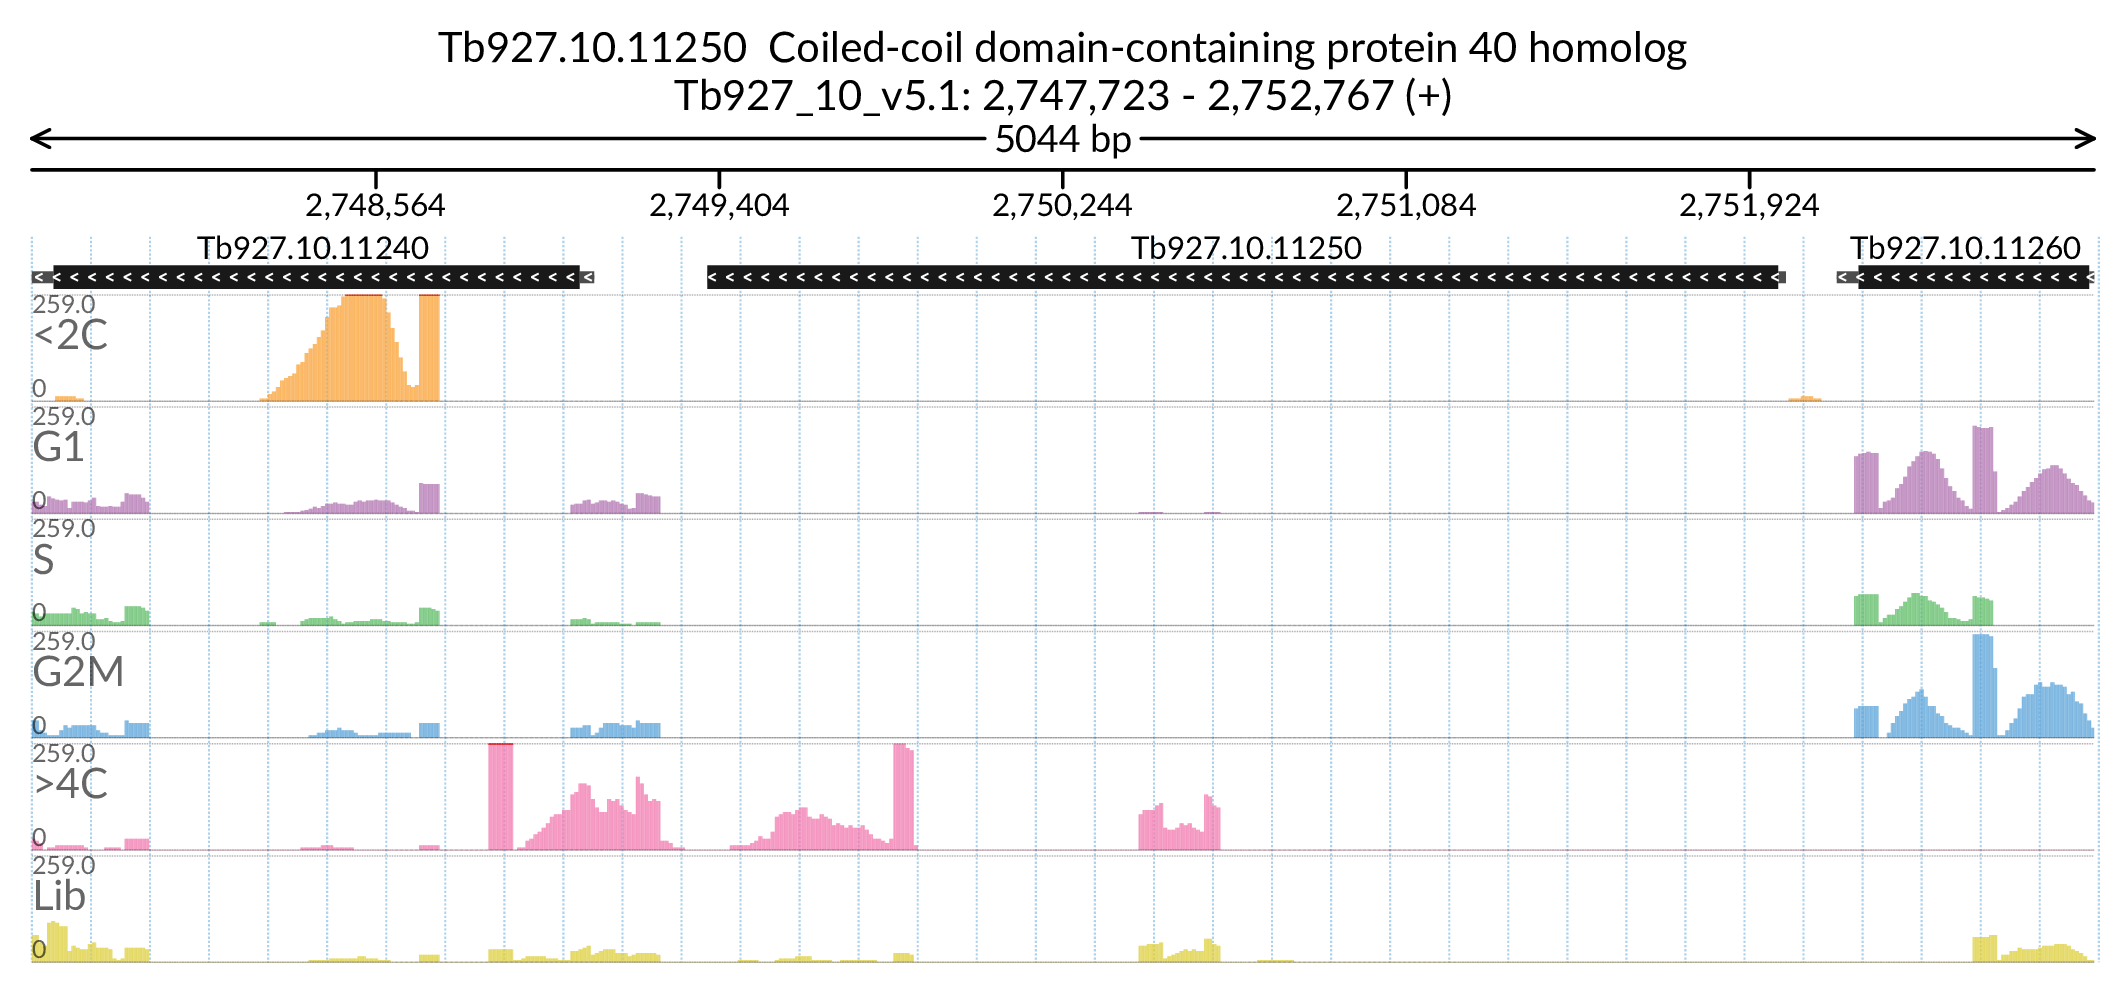 Tb927.10.11250  Coiled-coil domain-containing protein 40 homolog
Tb927_10_v5.1: 2,747,723 - 2,752,767 (+)
5044 bp
2,748,564 2,749,404 2,750,244 2,751,084 2,751,924
Tb927.10.11240 Tb927.10.11250 Tb927.10.11260
259.0
<2C
0
259.0
G1
0
259.0
S
0
259.0
G2M
0
259.0
>4C
0
259.0
Lib
0